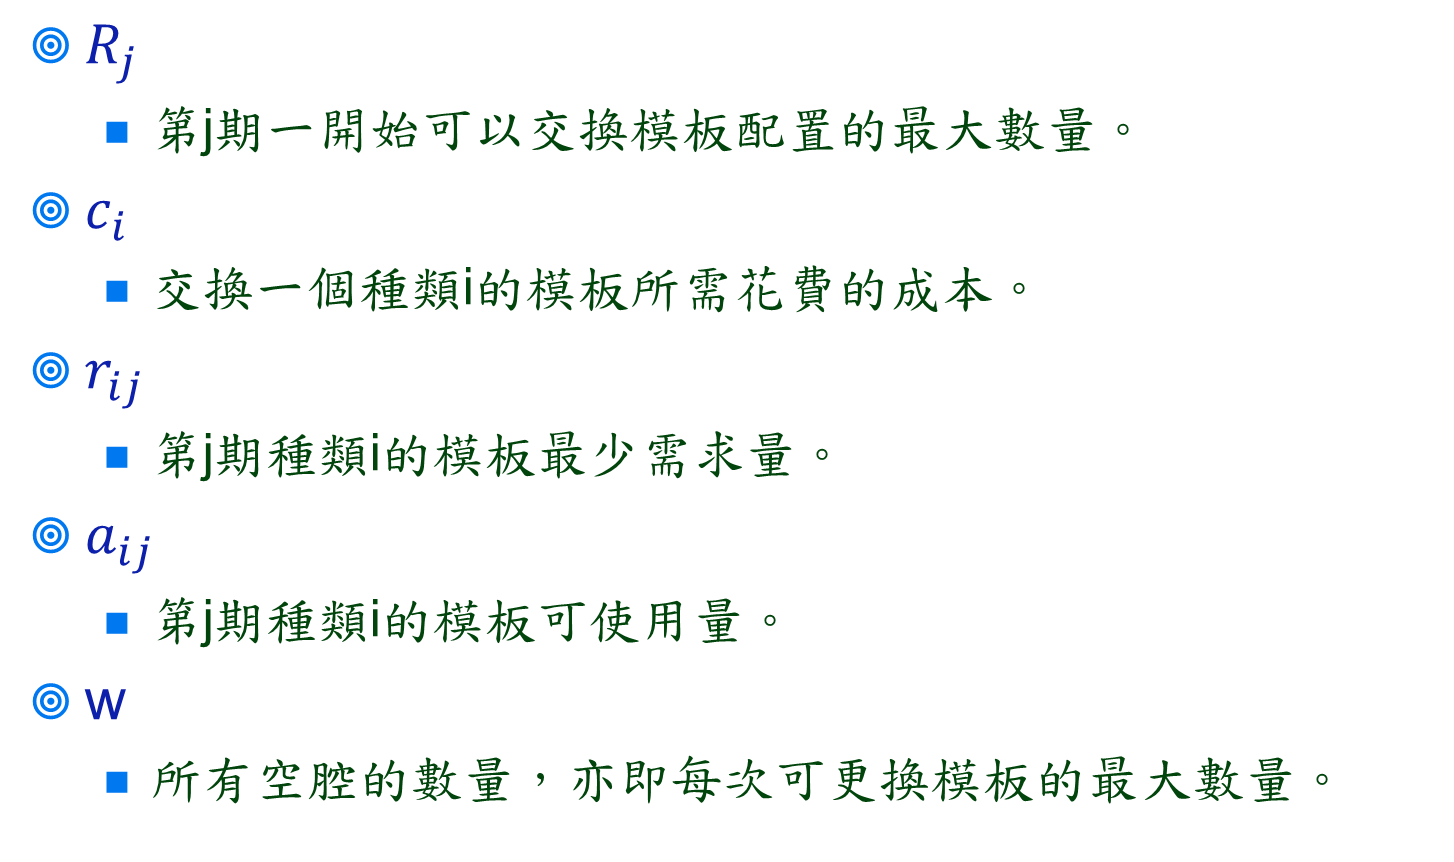 R_j
第j期一開始可以交換模板配置的最大數量。
c_i
交換一個種類i的模板所需花費的成本。
r_ij
第j期種類i的模板最少需求量。
a_ij
第j期種類i的模板可使用量。
w
所有空腔的數量，亦即每次可更換模板的最大數量。